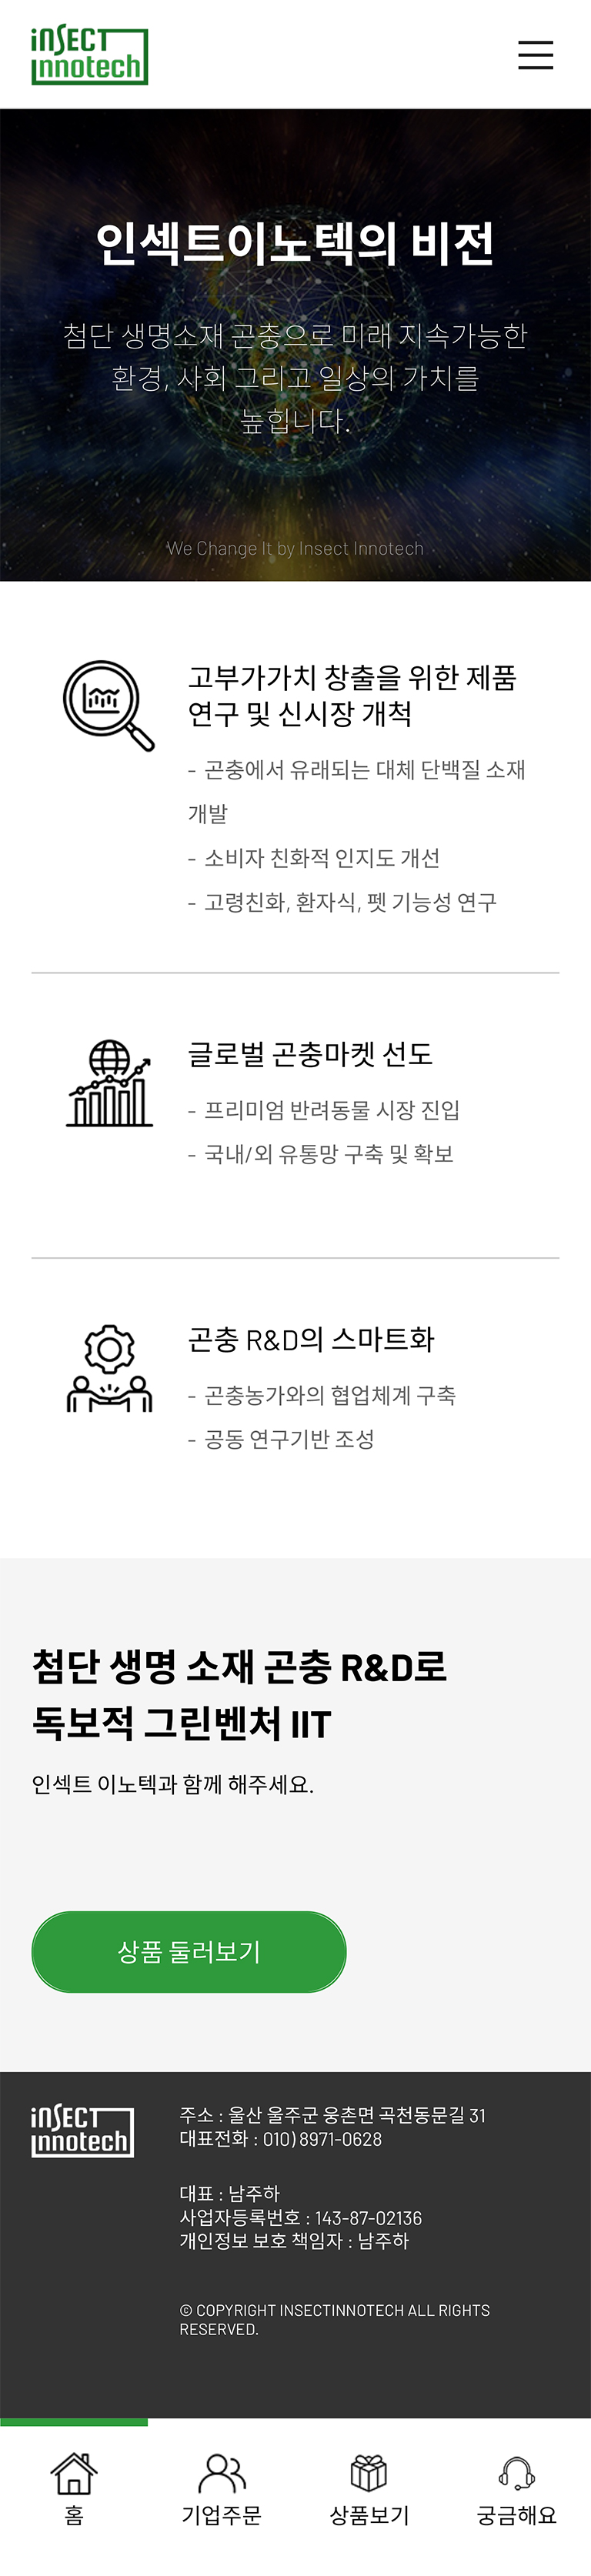 inSECT
innotech
인섹트이노텍의 비전
첨단 생명소재 곤충으로 미래 지속가능한
환경, 사회 그리고 일상의 가치를
높힙니다.
We Change It by Insect Innotech
고부가가치 창출을 위한 제품
연구 및 신시장 개척
- 곤충에서 유래되는 대체 단백질 소재
개발
- 소비자 친화적 인지도 개선
- 고령친화, 환자식, 펫 기능성 연구
글로벌 곤충마켓 선도
- 프리미엄 반려동물 시장 진입
- 국내/외 유통망 구축 및 확보
곤충 R&D의 스마트화
- 곤충농가와의 협업체계 구축
- 공동 연구기반 조성
첨단 생명 소재 곤충 R&D로
독보적 그린벤처 IIT
인섹트 이노텍과 함께 해주세요.
상품 둘러보기
inSECT
innotech
주소 : 울산 울주군 웅촌면 곡천동문길 31
대표전화 : 010) 8971-0628
대표 : 남주하
사업자등록번호 : 143-87-02136
개인정보 보호 책임자 : 남주하
© COPYRIGHT INSECTINNOTECH ALL RIGHTS
RESERVED.
홈
기업주문
상품보기
궁금해요